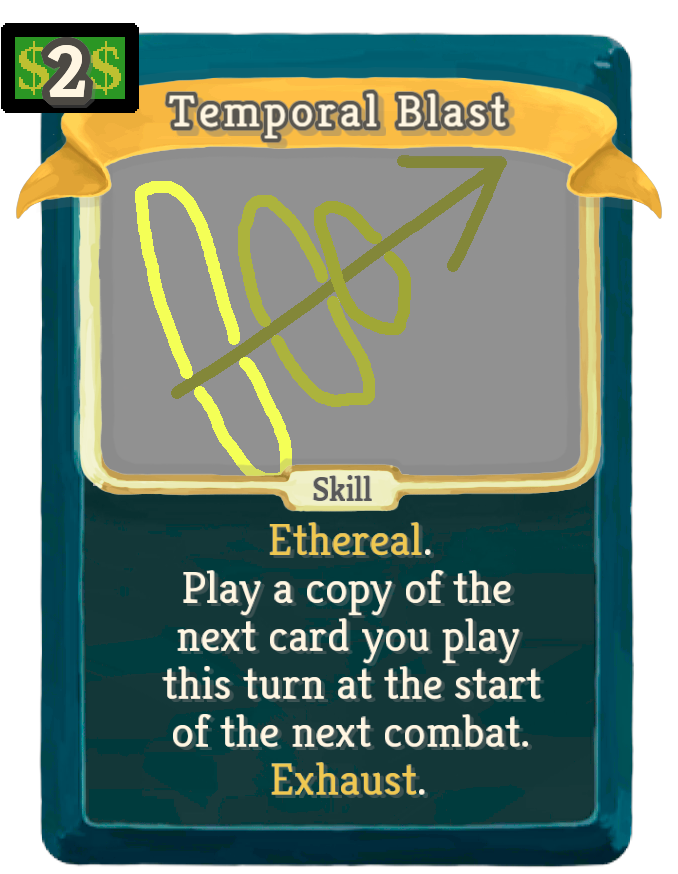 $2$
Temporal Blast
Skill
Ethereal.
Play a copy of the
next card you play
this turn at the start
of the next combat.
Exhaust.